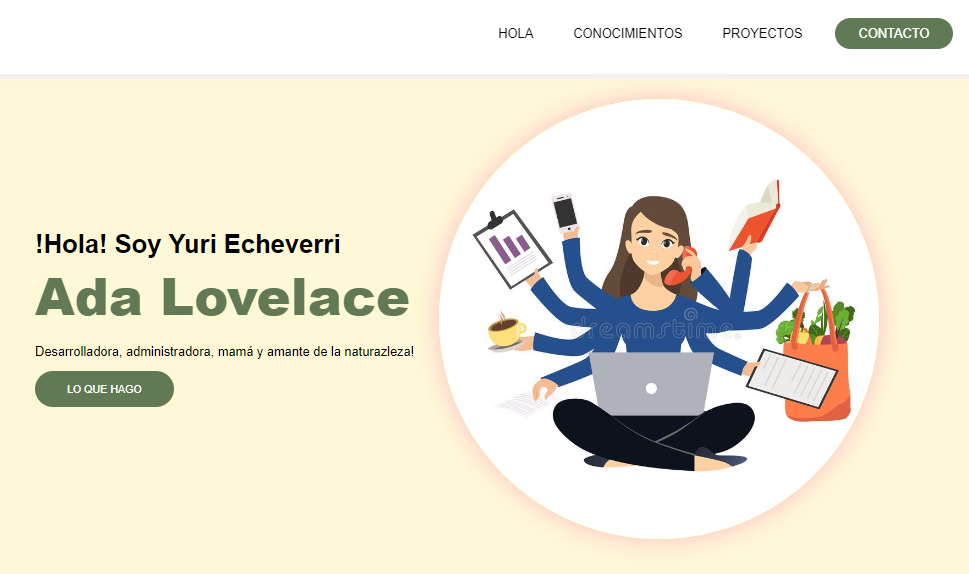 HOLA
CONOCIMIENTOS
PROYECTOS
CONTACTO
!Hola! Soy Yuri Echeverri
Ada Lovelace
Desarrolladora, administradora, mamá y amante de la naturazleza!
LO QUE HAGO
dreamstime.